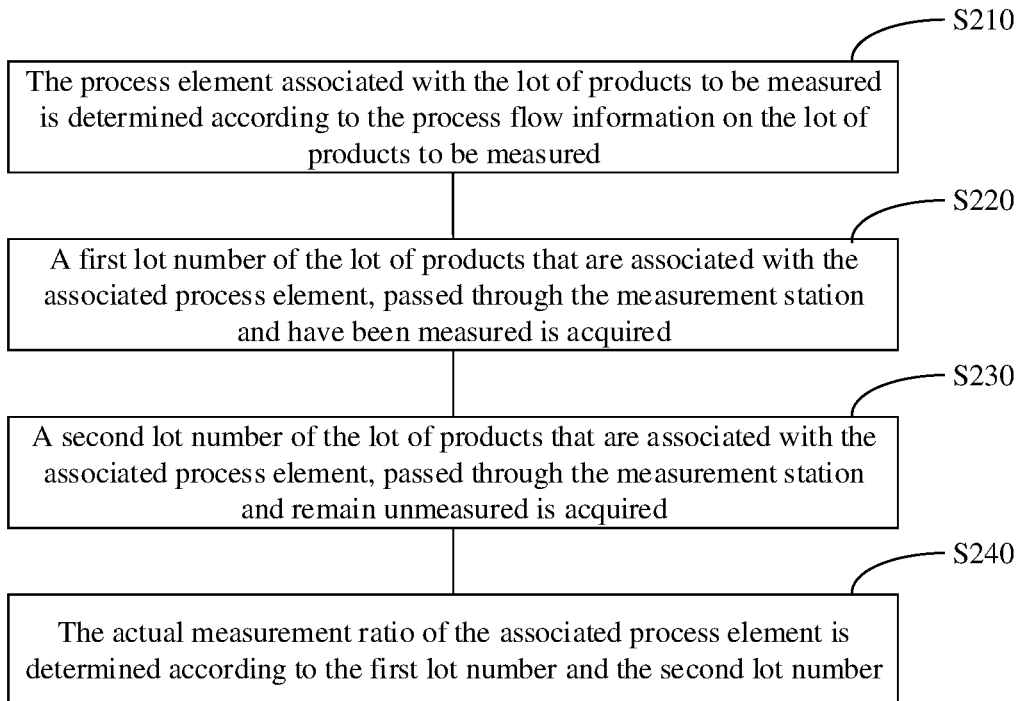 S210
The process element associated with the lot of products to be measured
is determined according to the process flow information on the lot of
products to be measured
S220
A first lot number of the lot of products that are associated with the
associated process element, passed through the measurement station
and have been measured is acquired
S230
A second lot number of the lot of products that are associated with the
associated process element, passed through the measurement station
and remain unmeasured is acquired
S240
The actual measurement ratio of the associated process element is
determined according to the first lot number and the second lot number